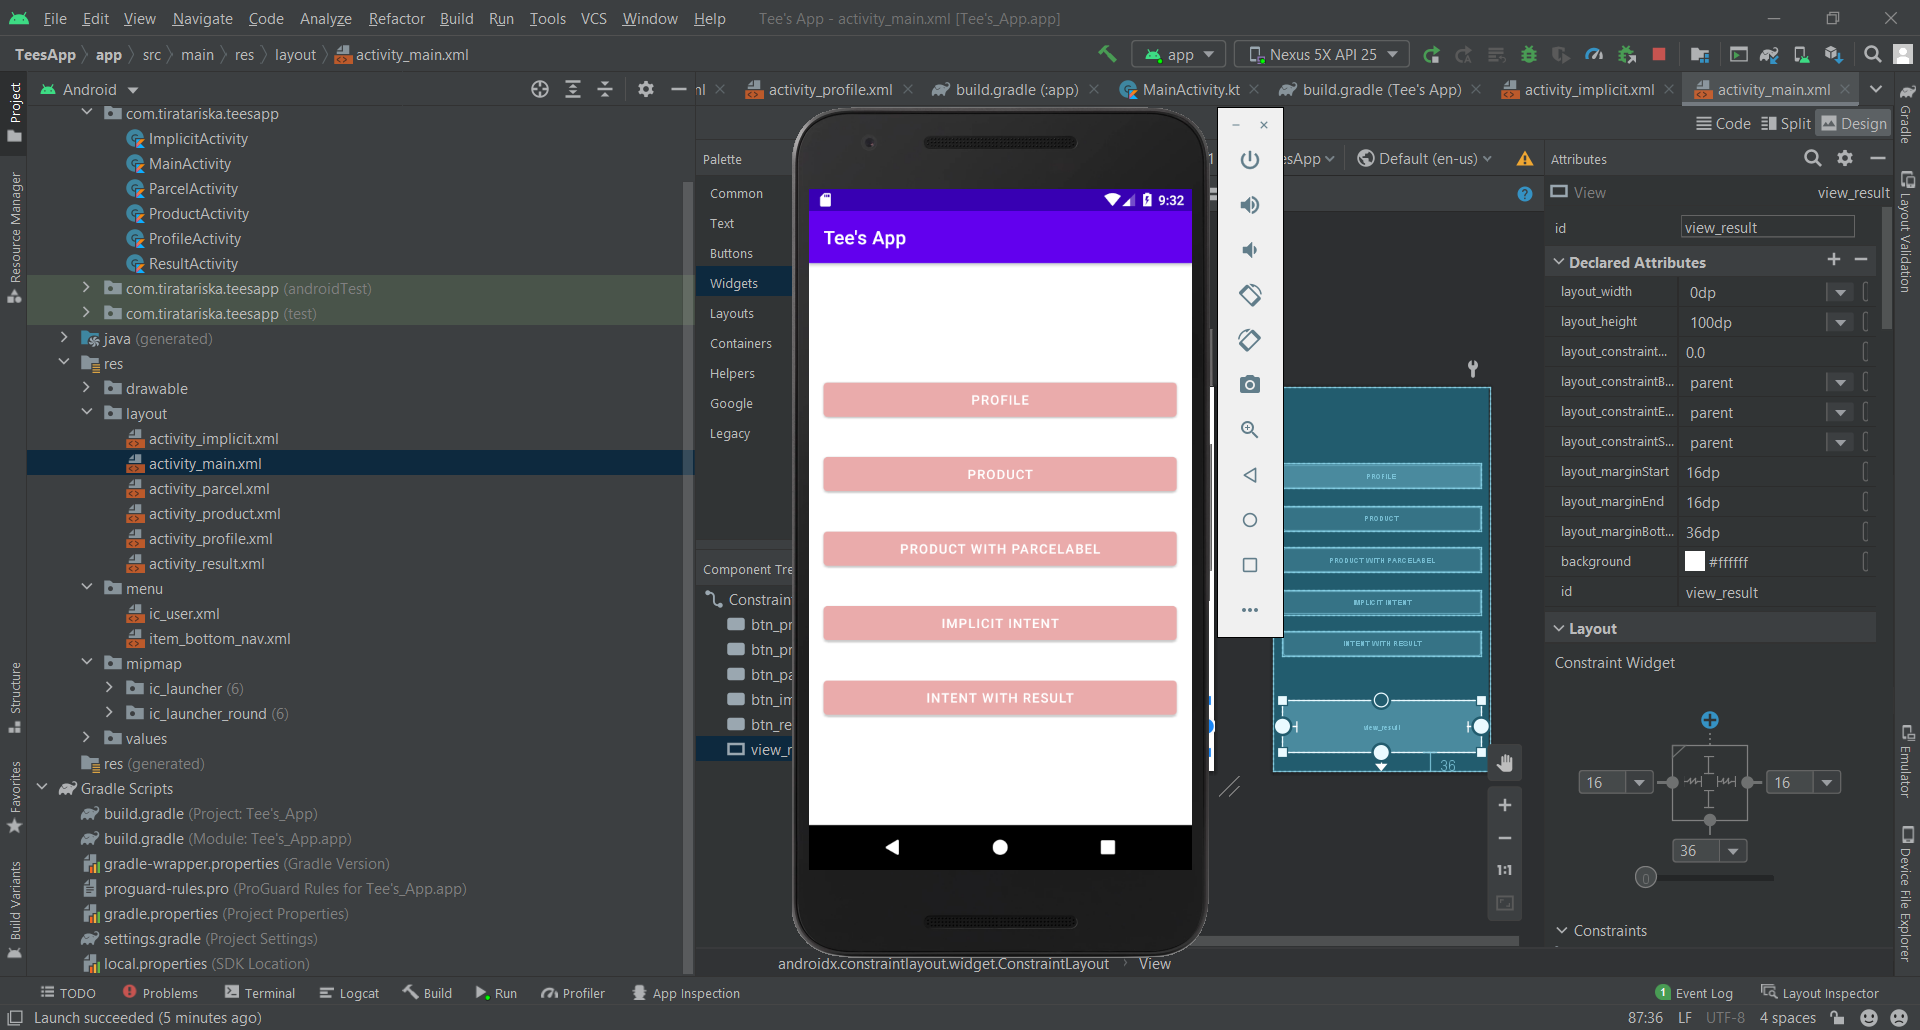 File Edit View Navigate Code Analyze Refactor Build Run Tools VCS Window Help Tee's App - activity_main.xml [Tee's_App.app]
TeesApp app src main res layout activity_main.xml
app Nexus 5X API 25
Android
ml activity_profile.xml build.gradle (:app) MainActivity.kt build.gradle (Tee's App) activity_implicit.xml activity_main.xml
Code Split Design
Project
Resource Manager
Structure
Favorites
Build Variants
com.tiratariska.teesapp
ImplicitActivity
MainActivity
ParcelActivity
ProductActivity
ProfileActivity
ResultActivity
com.tiratariska.teesapp (androidTest)
com.tiratariska.teesapp (test)
java (generated)
res
drawable
layout
activity_implicit.xml
activity_main.xml
activity_parcel.xml
activity_product.xml
activity_profile.xml
activity_result.xml
menu
ic_user.xml
item_bottom_nav.xml
mipmap
ic_launcher (6)
ic_launcher_round (6)
values
res (generated)
Gradle Scripts
build.gradle (Project: Tee's_App)
build.gradle (Module: Tee's_App.app)
gradle-wrapper.properties (Gradle Version)
proguard-rules.pro (ProGuard Rules for Tee's_App.app)
gradle.properties (Project Properties)
settings.gradle (Project Settings)
local.properties (SDK Location)
Palette
Common
Text
Buttons
Widgets
Layouts
Containers
Helpers
Google
Legacy
Component Tre
Constrain
btn_pr
btn_pr
btn_pa
btn_im
btn_re
view_r
9:32
Tee's App
PROFILE
PRODUCT
PRODUCT WITH PARCELABEL
IMPLICIT INTENT
INTENT WITH RESULT
1 esApp Default (en-us)
PROFILE
PRODUCT
PRODUCT WITH PARCELABEL
IMPLICIT INTENT
INTENT WITH RESULT
view_result
36
1:1
Attributes
View view_result
id view_result
Declared Attributes
layout_width 0dp
layout_height 100dp
layout_constraint... 0.0
layout_constraintB... parent
layout_constraintE... parent
layout_constraintS... parent
layout_marginStart 16dp
layout_marginEnd 16dp
layout_marginBott... 36dp
background #ffffff
id view_result
Layout
Constraint Widget
16 16
36
0
Constraints
Gradle
Layout Validation
Emulator
Device File Explorer
androidx.constraintlayout.widget.ConstraintLayout View
TODO Problems Terminal Logcat Build Run Profiler App Inspection 1 Event Log Layout Inspector
Launch succeeded (5 minutes ago) 87:36 LF UTF-8 4 spaces